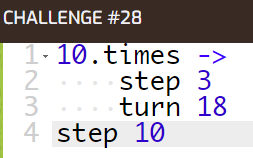 CHALLENGE #28
1 10.times ->
2 step 3
3 turn 18
4 step 10